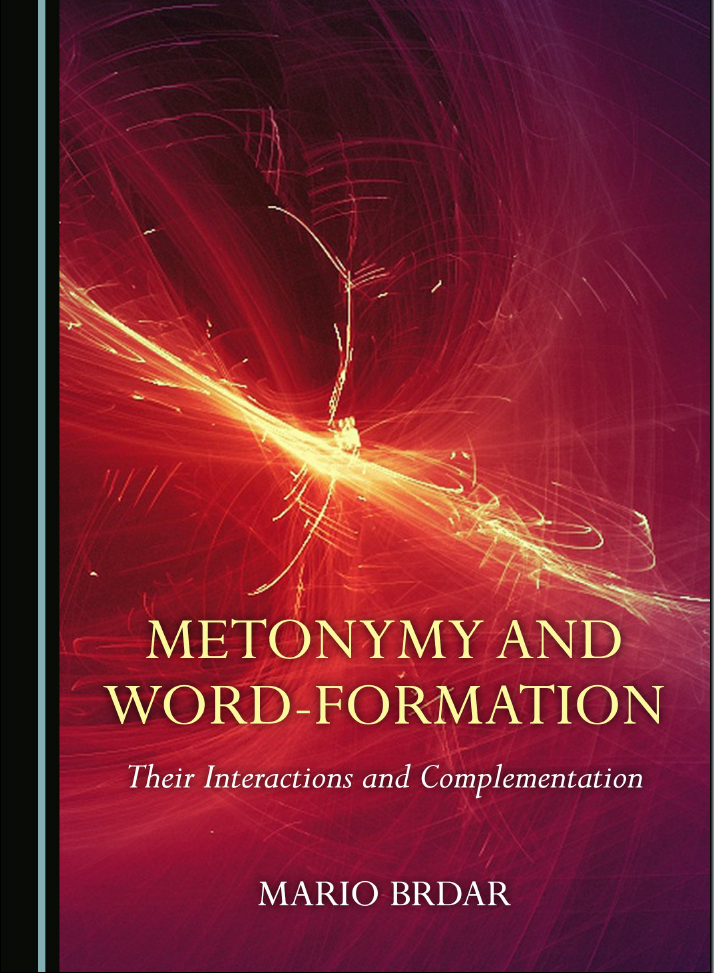 METONYMY AND
WORD-FORMATION
Their Interactions and Complementation
MARIO BRDAR